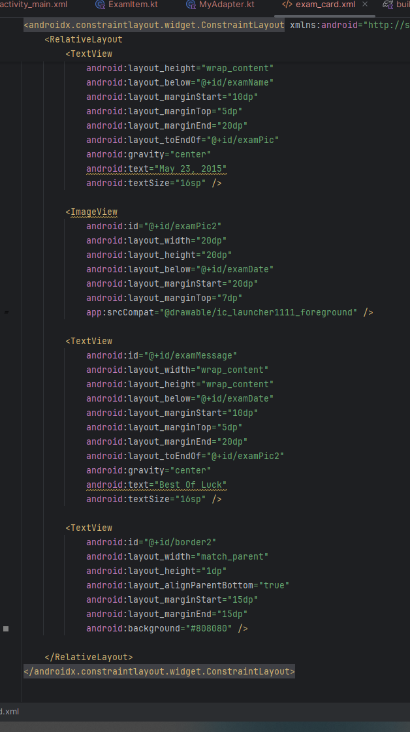 activity_main.xml ExamItem.kt MyAdapter.kt exam_card.xml × buil
<androidx.constraintlayout.widget.ConstraintLayout xmlns:android="http://s
<RelativeLayout
<TextView
android:layout_height="wrap_content"
android:layout_below="@+id/examName"
android:layout_marginStart="10dp"
android:layout_marginTop="5dp"
android:layout_marginEnd="20dp"
android:layout_toEndOf="@+id/examPic"
android:gravity="center"
android:text="May 23, 2015"
android:textSize="16sp" />
<ImageView
android:id="@+id/examPic2"
android:layout_width="20dp"
android:layout_height="20dp"
android:layout_below="@+id/examDate"
android:layout_marginStart="20dp"
android:layout_marginTop="7dp"
app:srcCompat="@drawable/ic_launcher1111_foreground" />
<TextView
android:id="@+id/examMessage"
android:layout_width="wrap_content"
android:layout_height="wrap_content"
android:layout_below="@+id/examDate"
android:layout_marginStart="10dp"
android:layout_marginTop="5dp"
android:layout_marginEnd="20dp"
android:layout_toEndOf="@+id/examPic2"
android:gravity="center"
android:text="Best Of Luck"
android:textSize="16sp" />
<TextView
android:id="@+id/border2"
android:layout_width="match_parent"
android:layout_height="1dp"
android:layout_alignParentBottom="true"
android:layout_marginStart="15dp"
android:layout_marginEnd="15dp"
android:background="#808080" />
</RelativeLayout>
</androidx.constraintlayout.widget.ConstraintLayout>
d.xml